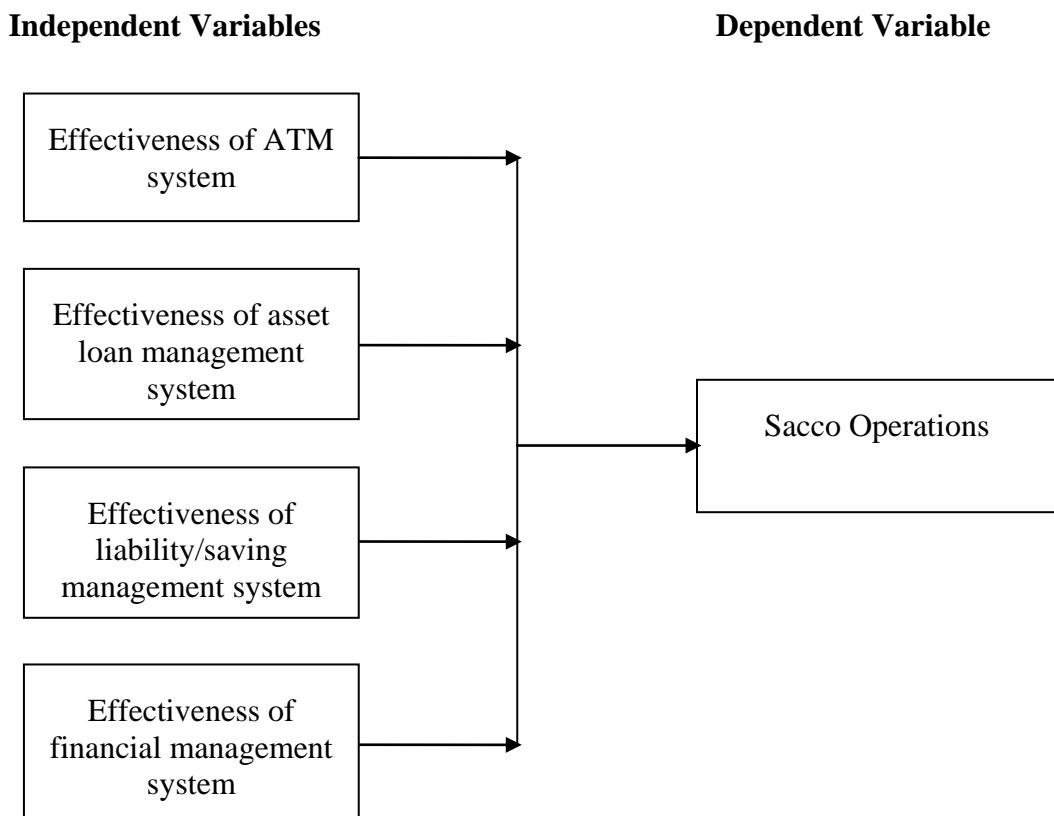 Independent Variables
Dependent Variable
Effectiveness of ATM
system
Effectiveness of asset
loan management
system
Effectiveness of
liability/saving
management system
Effectiveness of
financial management
system
Sacco Operations